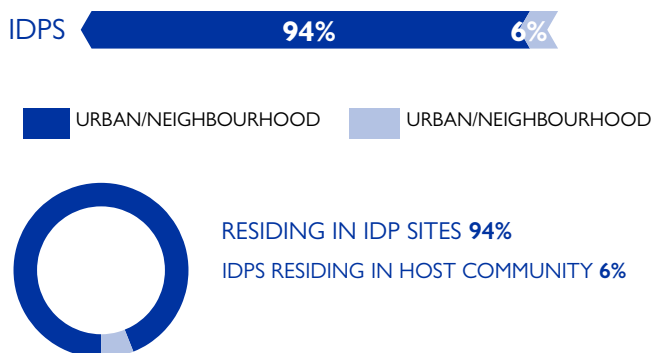 IDPS 94% 6%
URBAN/NEIGHBOURHOOD URBAN/NEIGHBOURHOOD
RESIDING IN IDP SITES 94%
IDPS RESIDING IN HOST COMMUNITY 6%